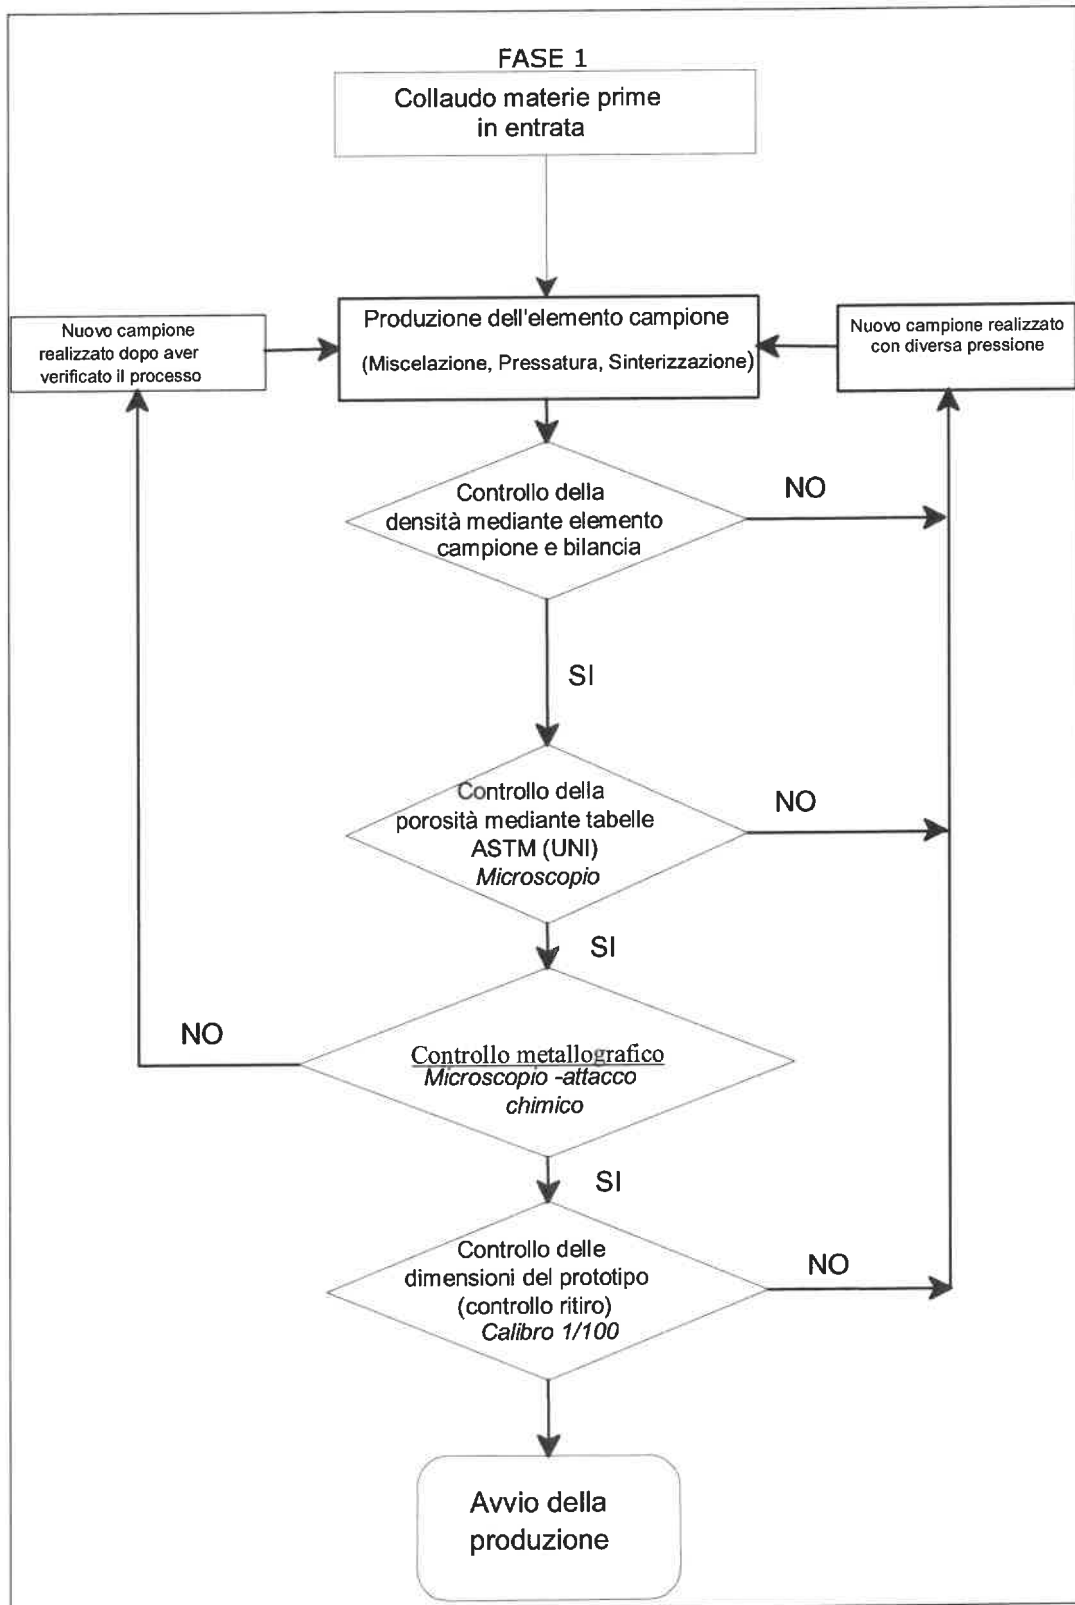 FASE 1
Collaudo materie prime
in entrata
Nuovo campione
realizzato dopo aver
verificato il processo
Produzione dell'elemento campione
(Miscelazione, Pressatura, Sinterizzazione)
Nuovo campione realizzato
con diversa pressione
Controllo della
densità mediante elemento
campione e bilancia
NO
SI
Controllo della
porosità mediante tabelle
ASTM (UNI)
Microscopio
NO
SI
NO
Controllo metallografico
Microscopio -attacco
chimico
SI
Controllo delle
dimensioni del prototipo
(controllo ritiro)
Calibro 1/100
NO
Avvio della
produzione